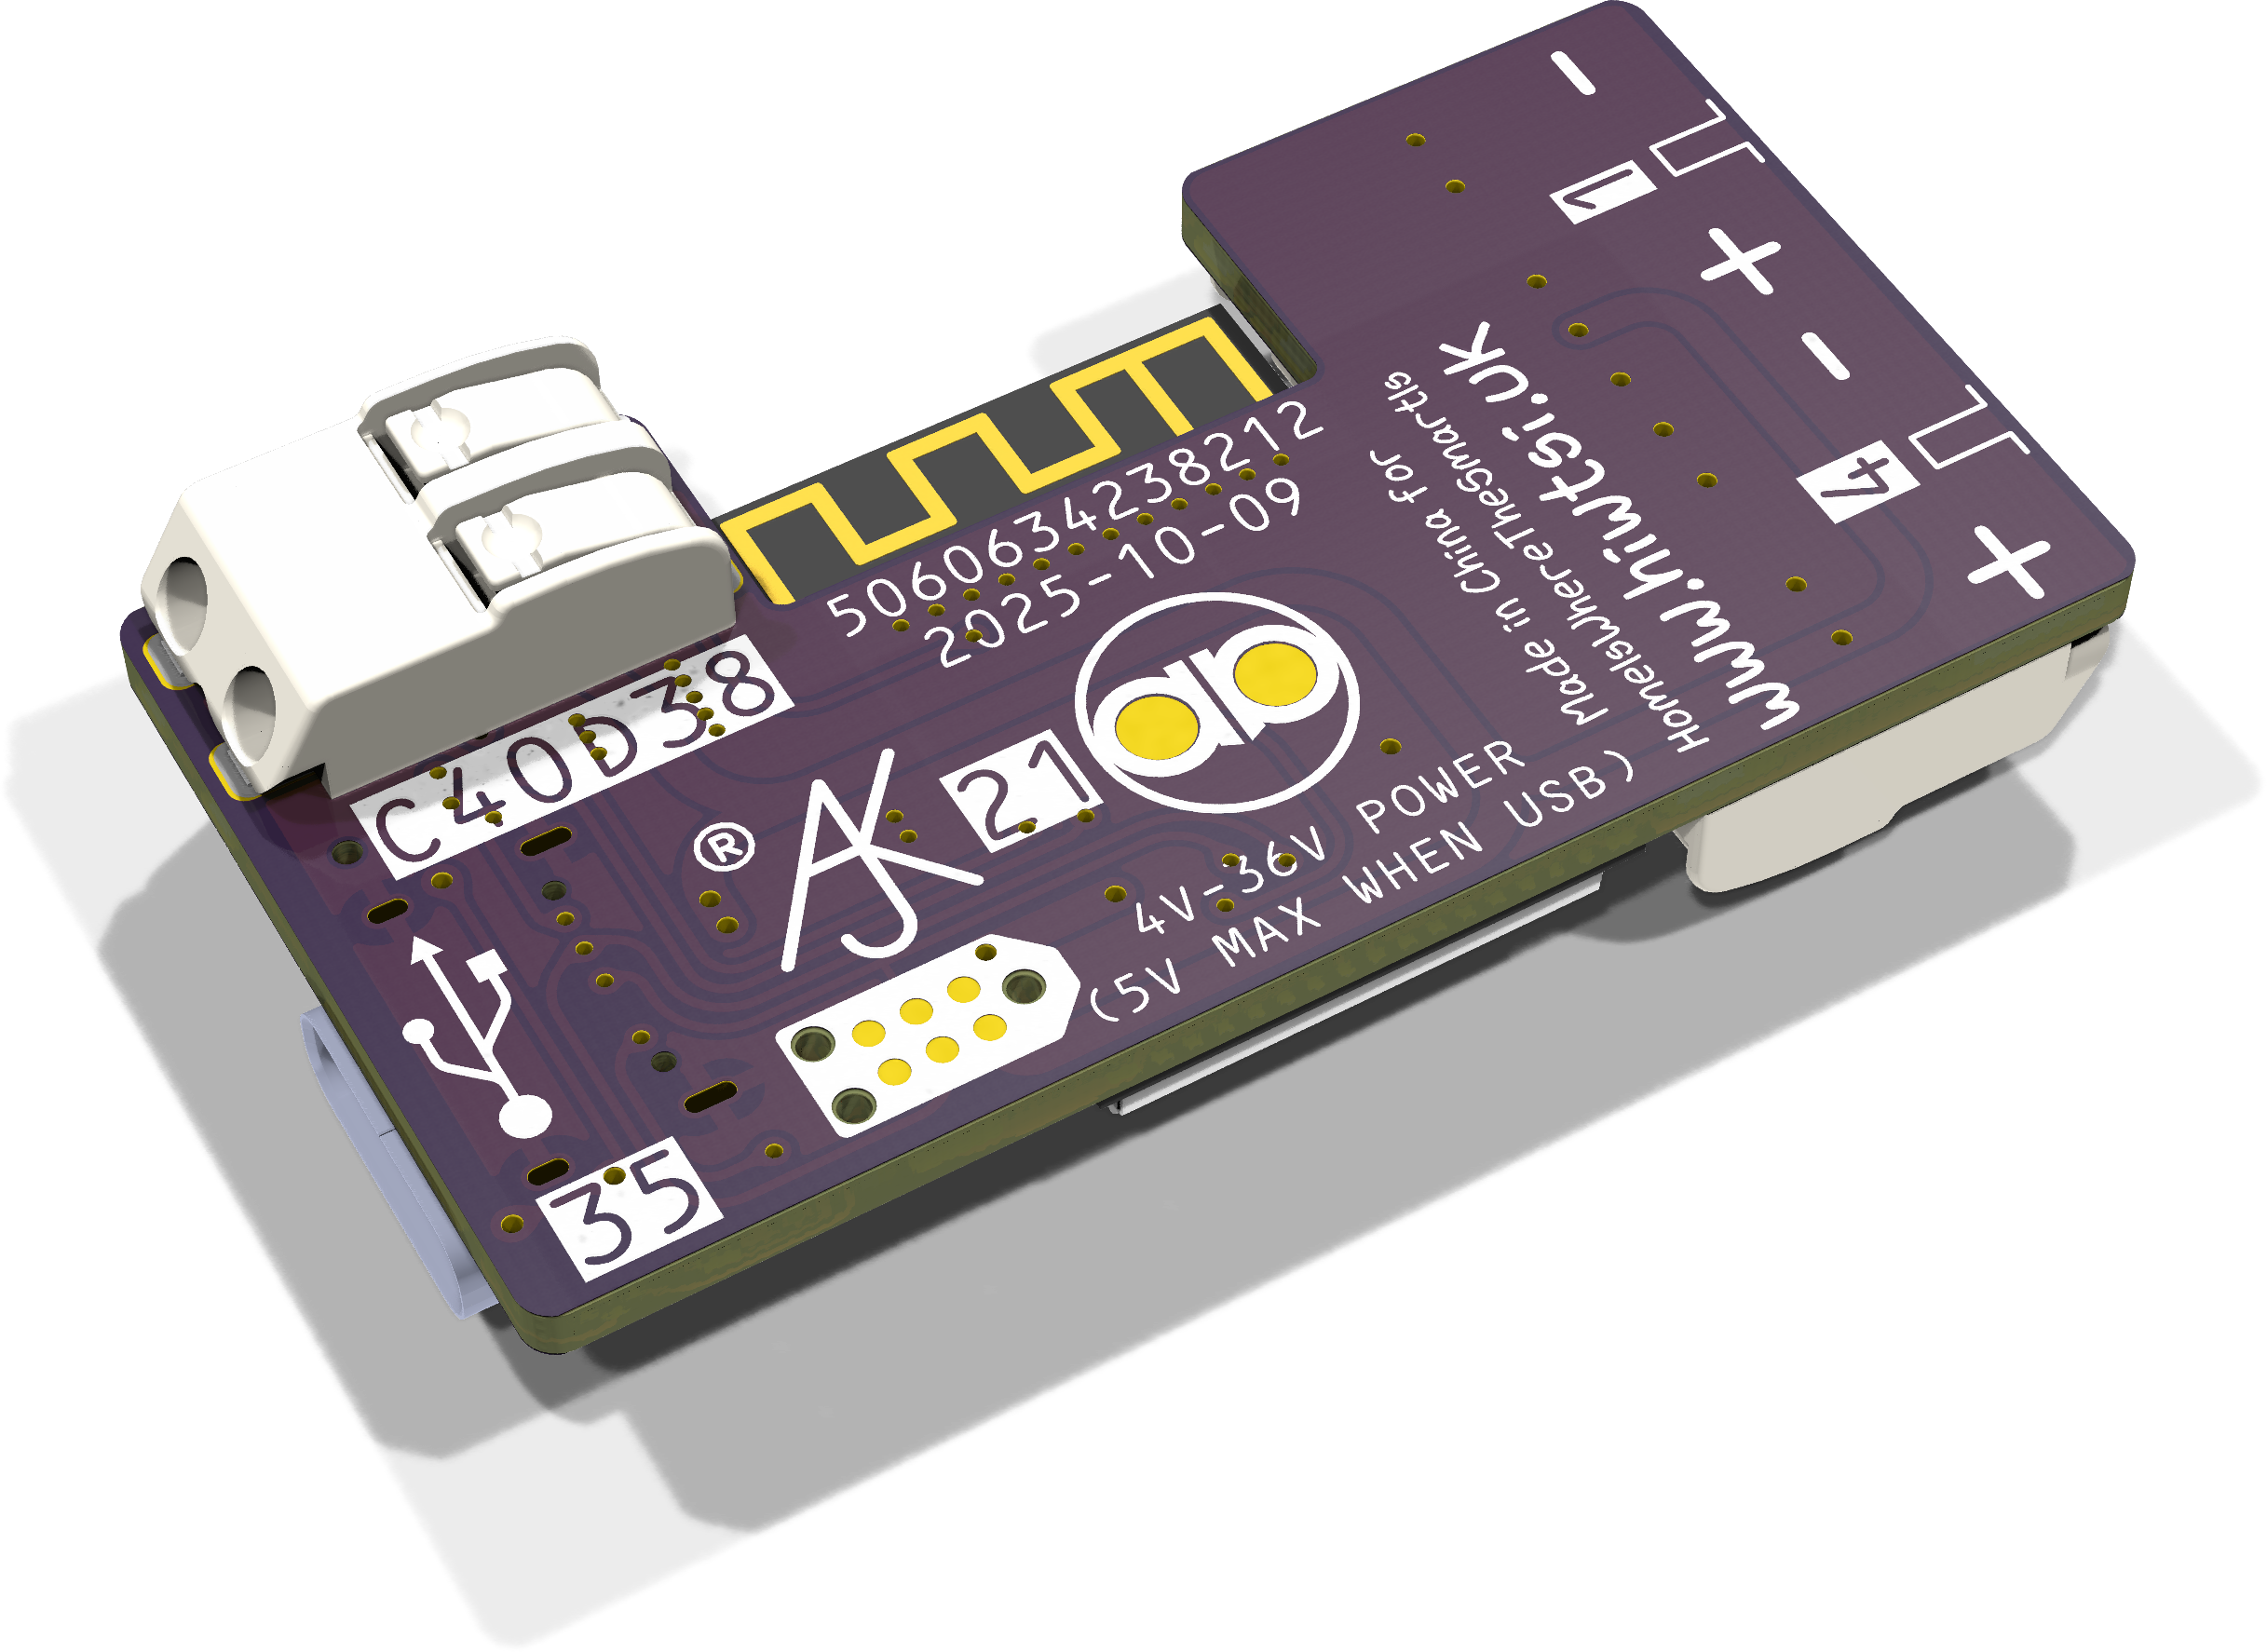 5060634238212
2025-10-09
C40D38
®
AJK
21
4V-36V POWER
(5V MAX WHEN USB)
35
Made in China for
HomeIsWhereTheSmartIs
www.hiwtsi.uk
-
1
+
-
4
+